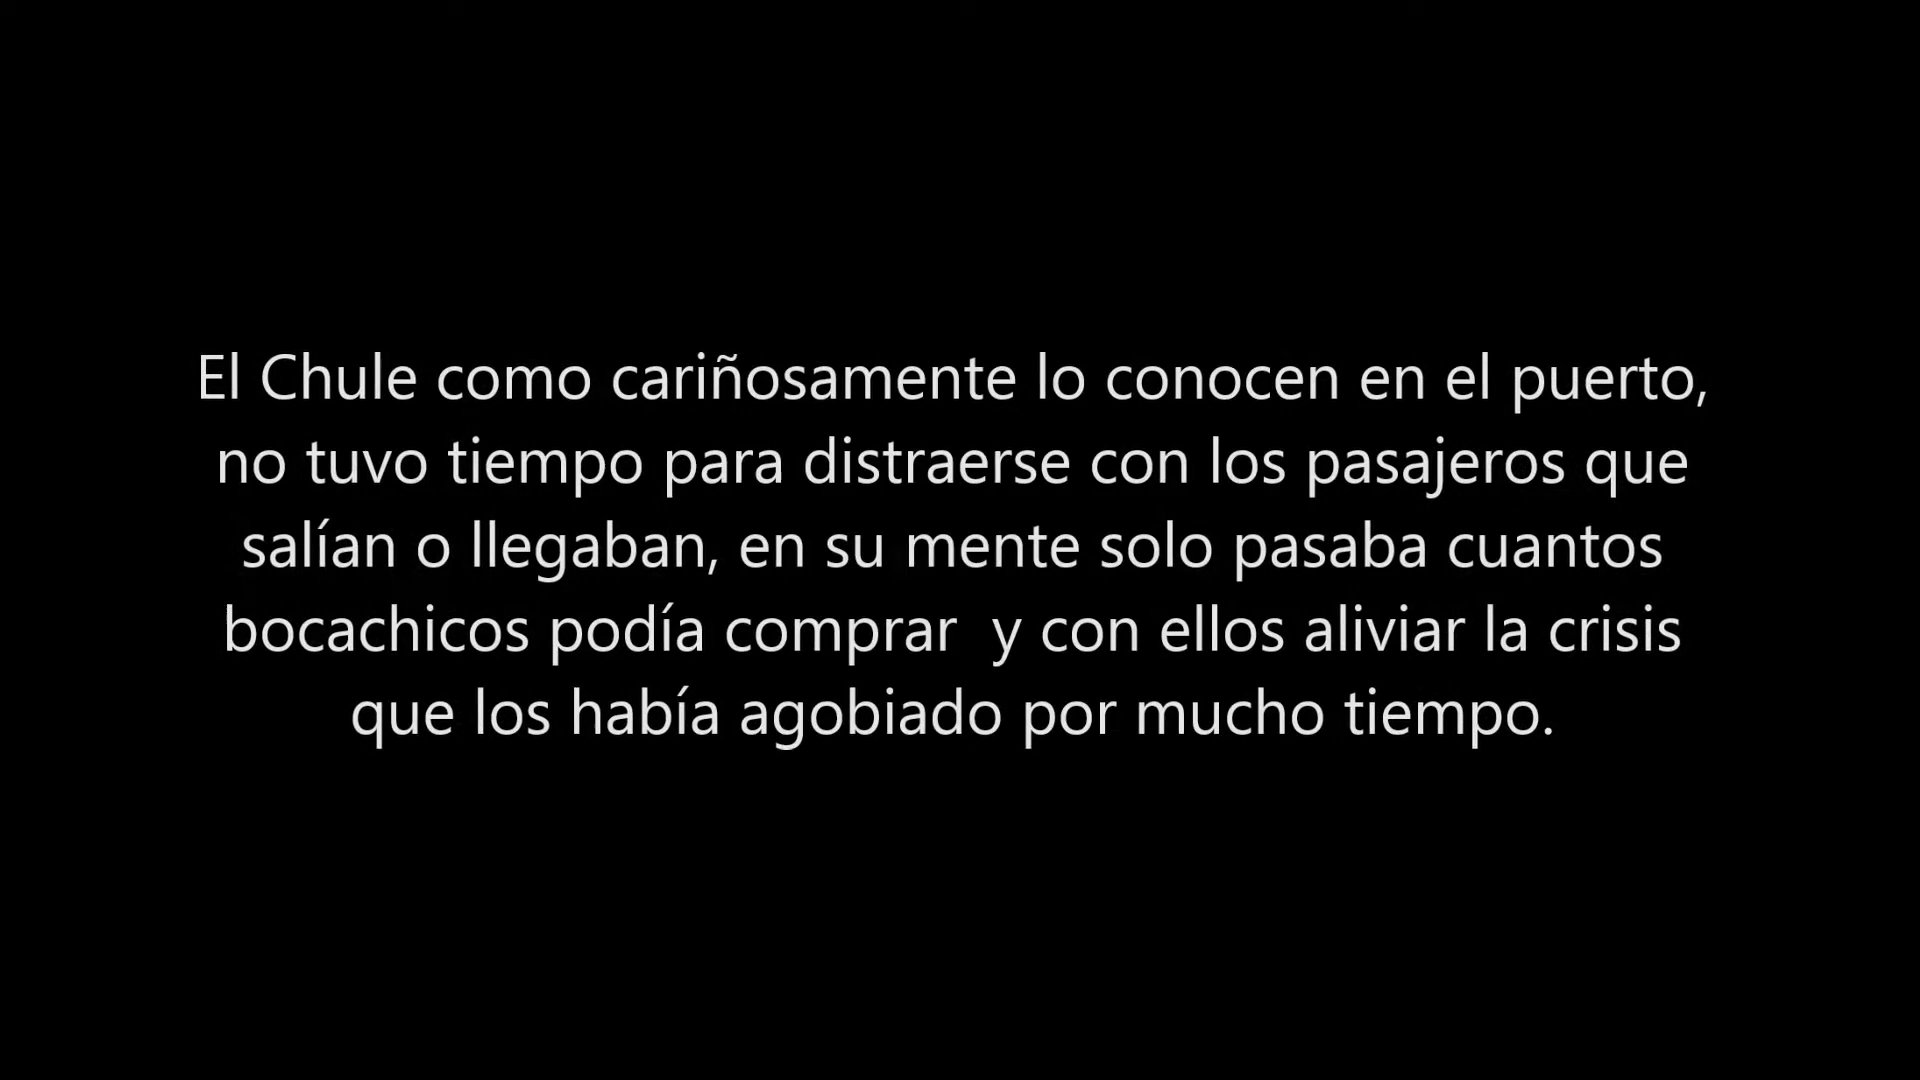 El Chule como cariñosamente lo conocen en el puerto,
no tuvo tiempo para distraerse con los pasajeros que
salían o llegaban, en su mente solo pasaba cuantos
bocachicos podía comprar  y con ellos aliviar la crisis
que los había agobiado por mucho tiempo.